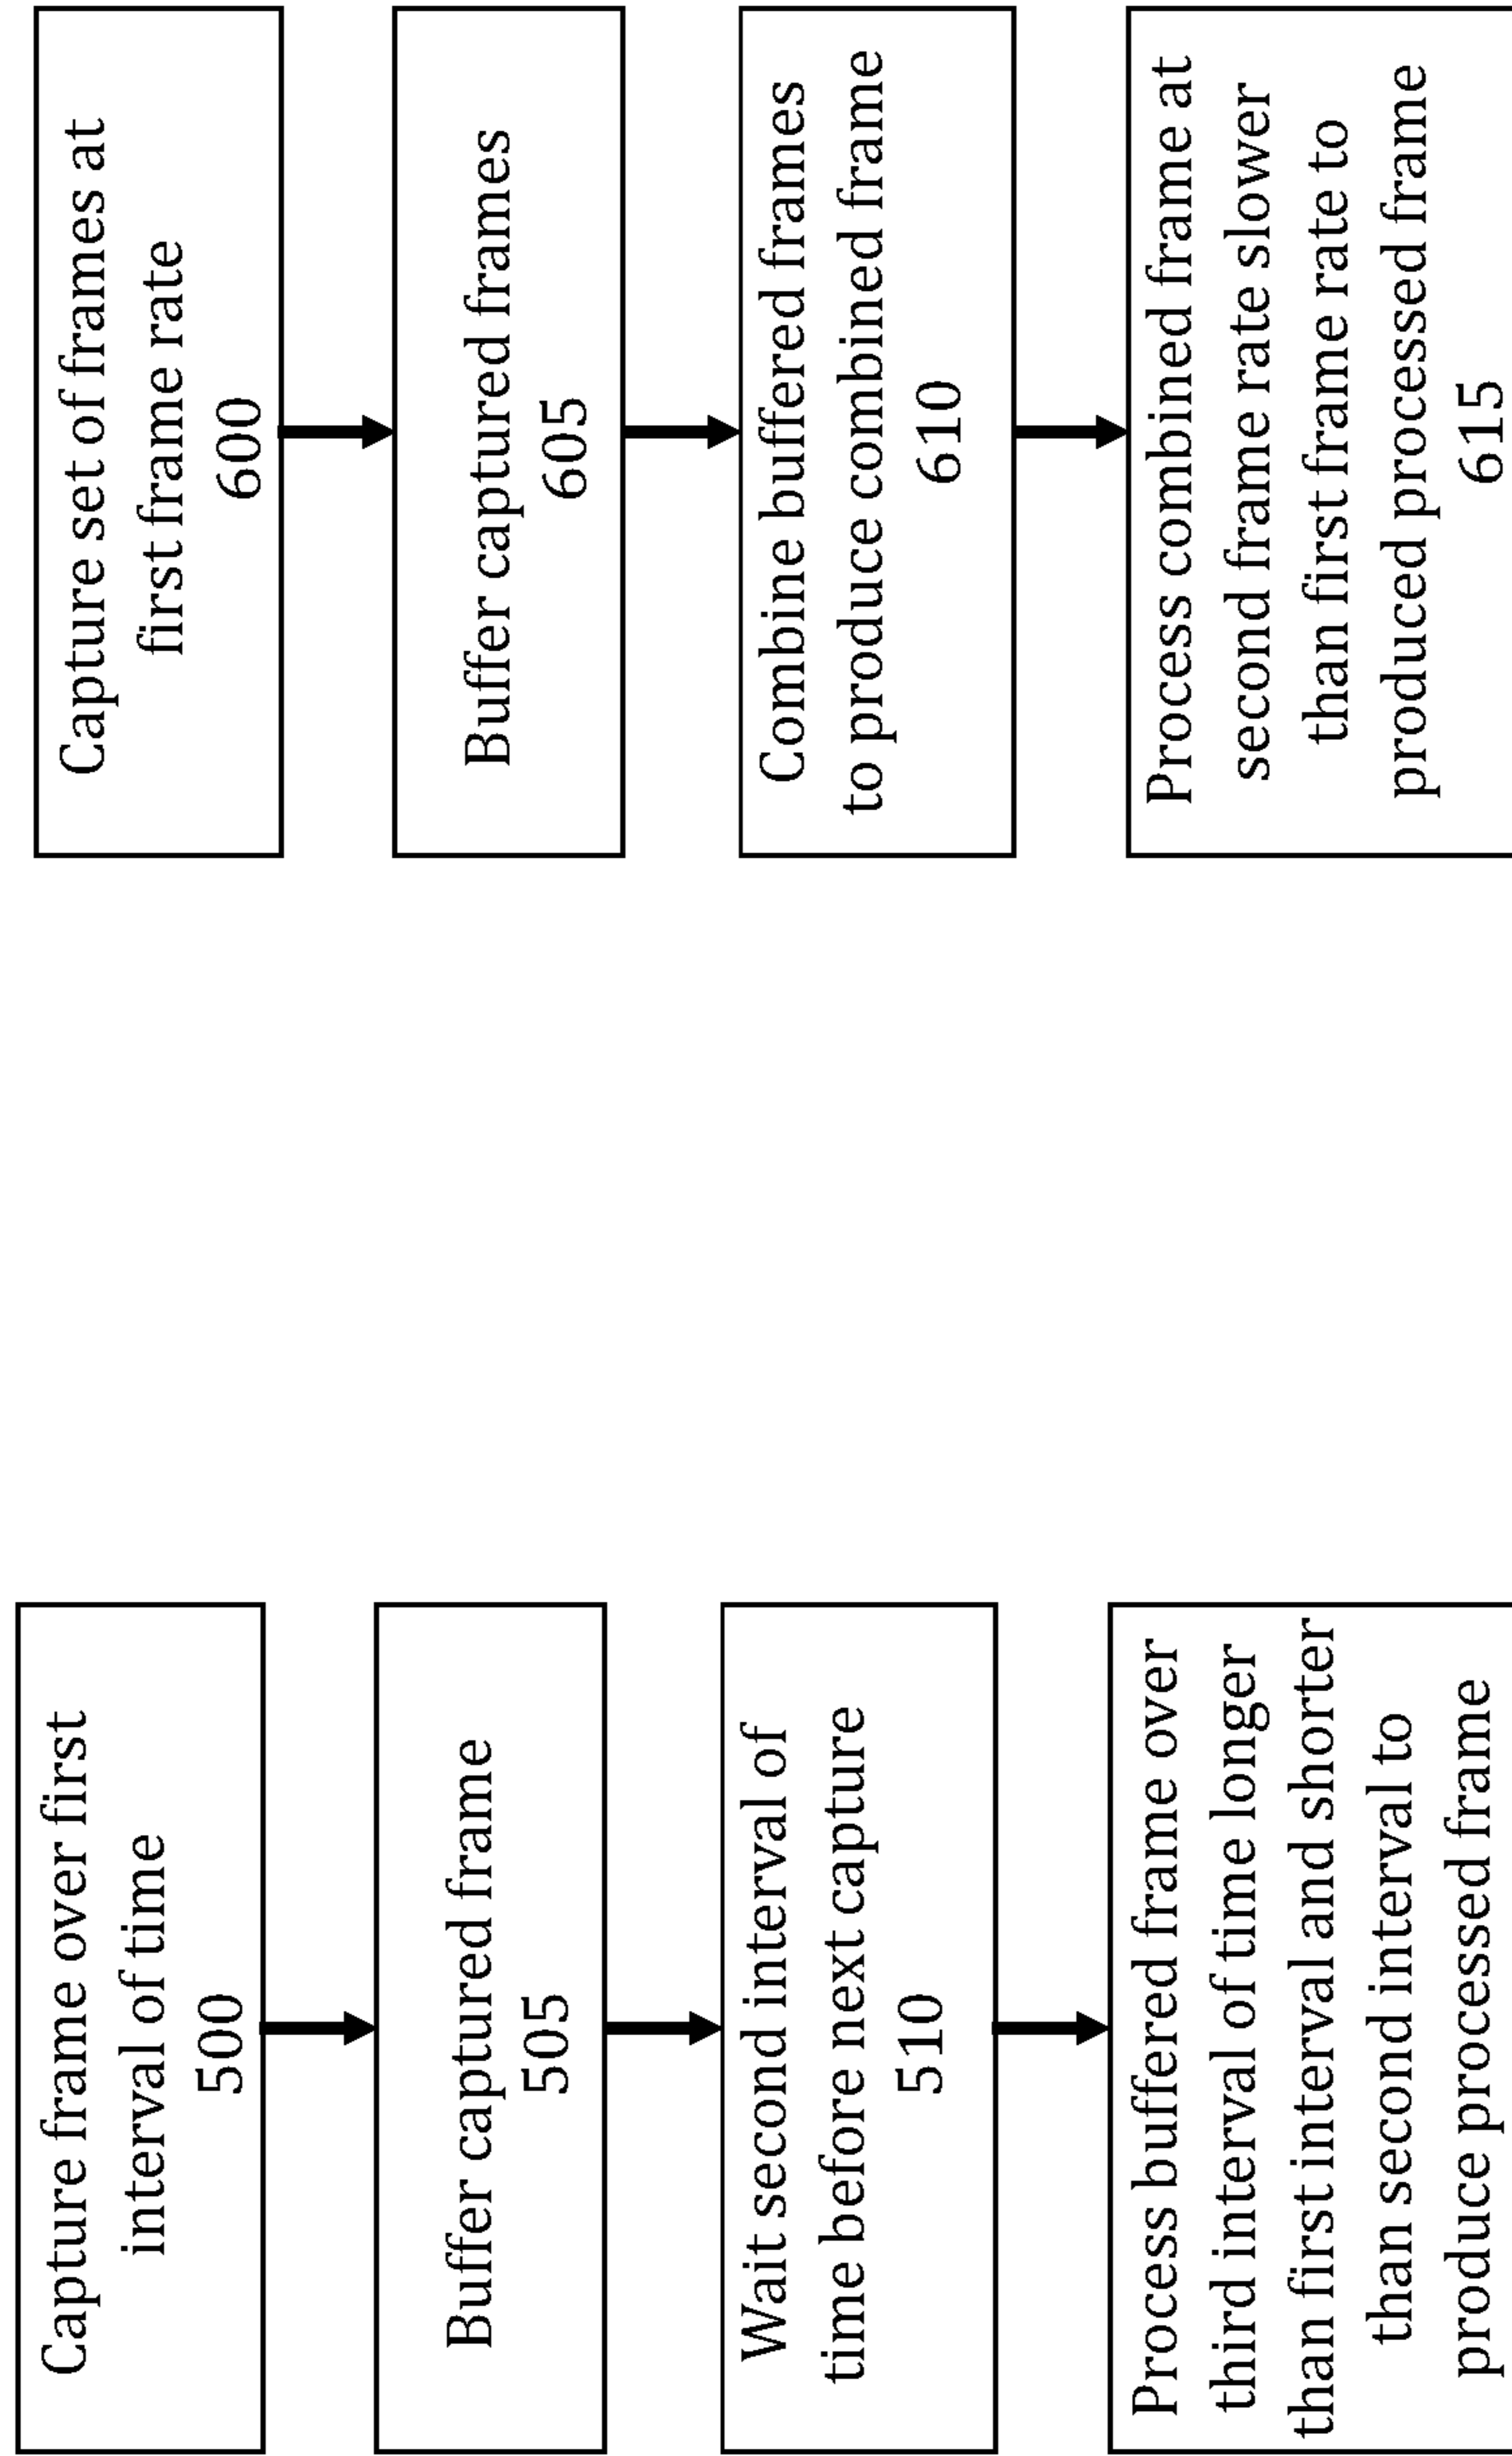 Capture frame over first
interval of time
500
Buffer captured frame
505
Wait second interval of
time before next capture
510
Process buffered frame over
third interval of time longer
than first interval and shorter
than second interval to
produce processed frame
Capture set of frames at
first frame rate
600
Buffer captured frames
605
Combine buffered frames
to produce combined frame
610
Process combined frame at
second frame rate slower
than first frame rate to
produced processed frame
615